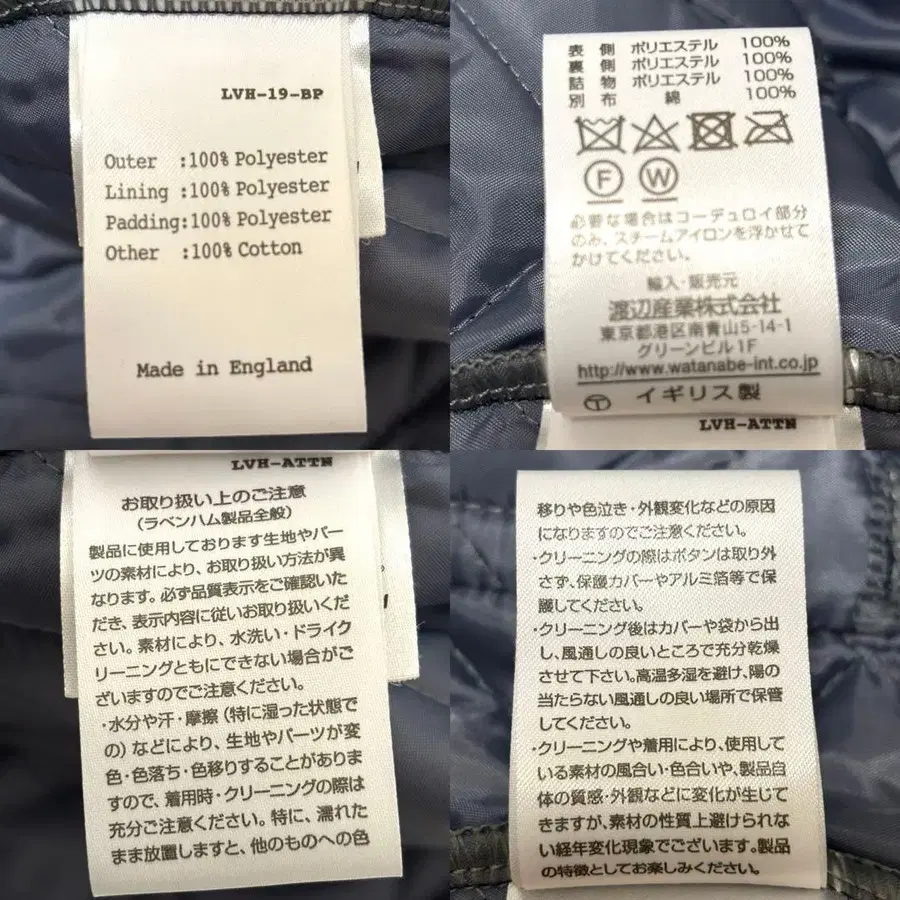 LVH-19-BP
Outer :100% Polyester
Lining :100% Polyester
Padding:100% Polyester
Other :100% Cotton
Made in England
表側 ポリエステル 100%
裏側 ポリエステル 100%
詰物 ポリエステル 100%
別布 綿 100%
F W
必要な場合はコーデュロイ部分
のみ、スチームアイロンを浮かせて
かけてください。
輸入・販売元
渡辺産業株式会社
東京都港区南青山5-14-1
グリーンビル1F
http://www.watanabe-int.co.jp
イギリス製
LVH-ATTN
LVH-ATTN
お取り扱い上のご注意
(ラベンハム製品全般)
製品に使用しております生地やパー
ツの素材により、お取り扱い方法が異
なります。必ず品質表示をご確認いた
だき、表示内容に従いお取り扱いくだ
さい。素材により、水洗い・ドライク
リーニングともにできない場合がご
ざいますのでご注意ください。
・水分や汗・摩擦(特に湿った状態で
の)などにより、生地やパーツが変
色・色落ち・色移りすることがありま
すので、着用時・クリーニングの際は
充分ご注意ください。特に、濡れた
まま放置しますと、他のものへの色
移りや色泣き・外観変化などの原因
になりますのでご注意ください。
・クリーニングの際はボタンは取り外
さず、保護カバーやアルミ箔等で保
護してください。
・クリーニング後はカバーや袋から出
し、風通しの良いところで充分乾燥
させて下さい。高温多湿を避け、陽の
当たらない風通しの良い場所で保管
してください。
・クリーニングや着用により、使用して
いる素材の風合い・色合いや、製品自
体の質感・外観などに変化が生じて
きますが、素材の性質上避けられな
い経年変化現象でございます。製品
の特徴としてお楽しみください。